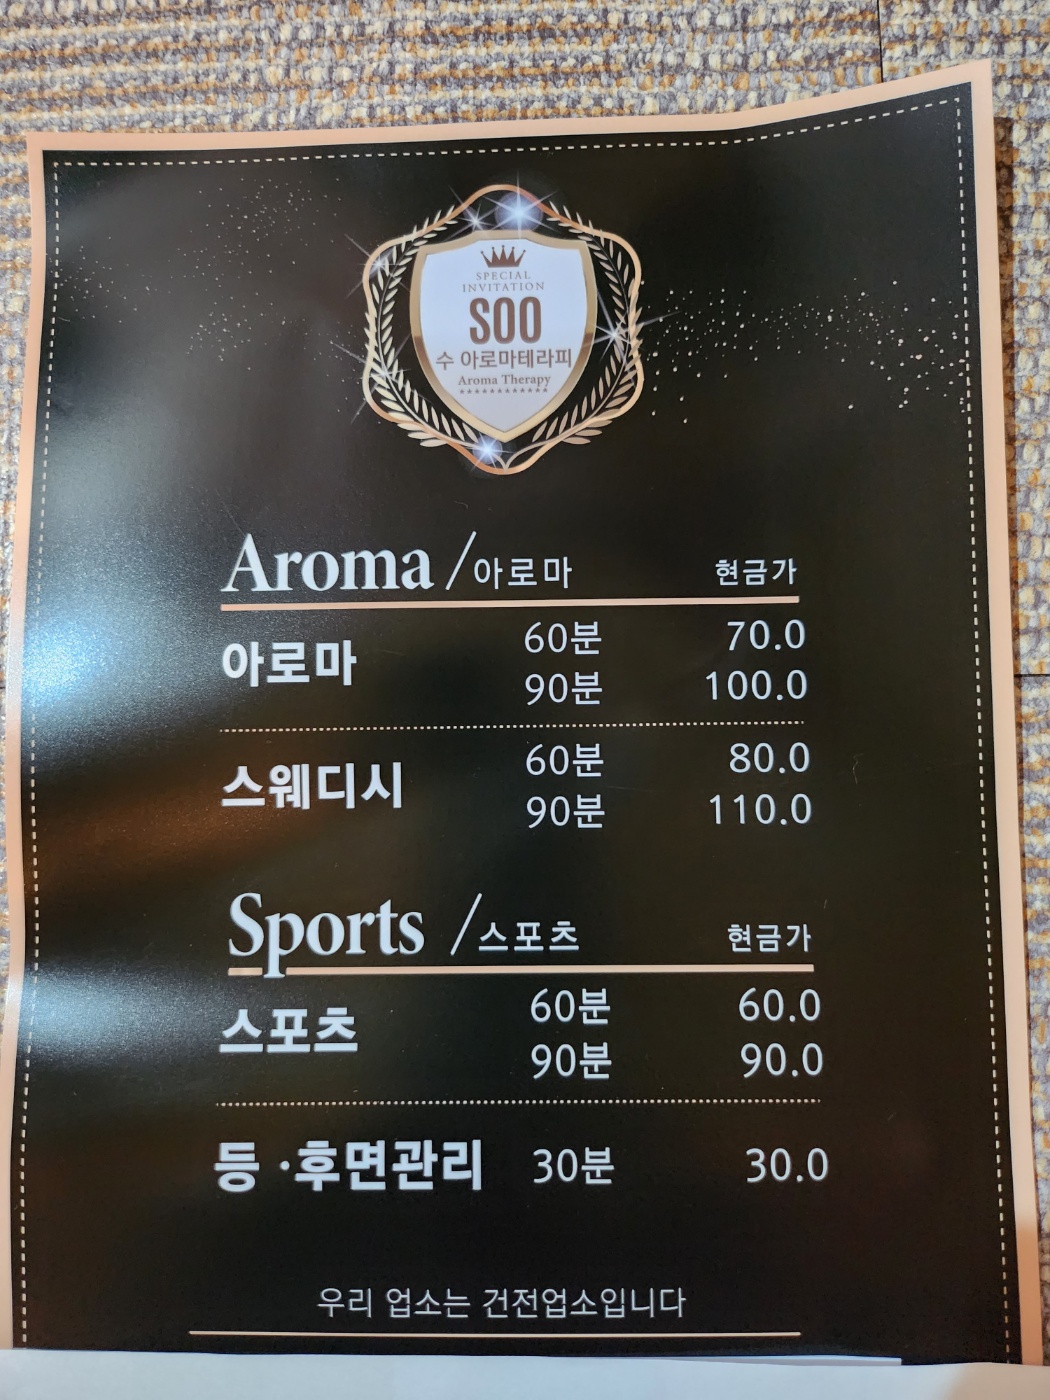 SPECIAL
INVITATION
SOO
수 아로마테라피
Aroma Therapy
Aroma / 아로마 현금가
아로마 60분 70.0
90분 100.0
스웨디시 60분 80.0
90분 110.0
Sports / 스포츠 현금가
스포츠 60분 60.0
90분 90.0
등·후면관리 30분 30.0
우리 업소는 건전업소입니다